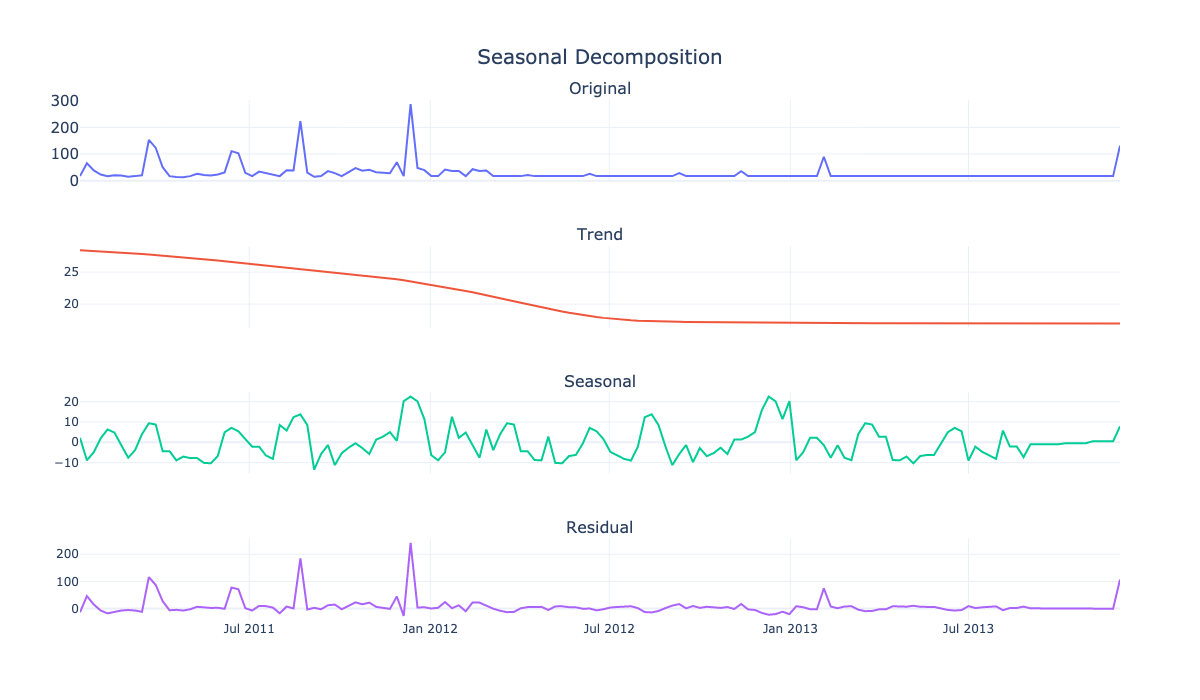 Seasonal Decomposition
Original
300
200
100
0
Trend
25
20
Seasonal
20
10
0
−10
Residual
200
100
0
Jul 2011 Jan 2012 Jul 2012 Jan 2013 Jul 2013